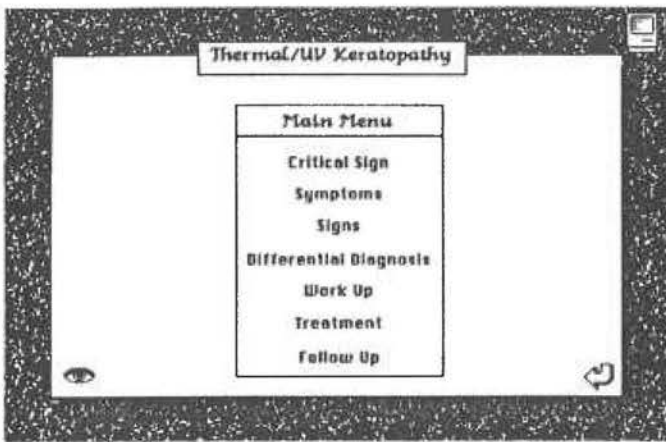 Thermal/UV Keratopathy
Main Menu
Critical Sign
Symptoms
Signs
Differential Diagnosis
Work Up
Treatment
Follow Up